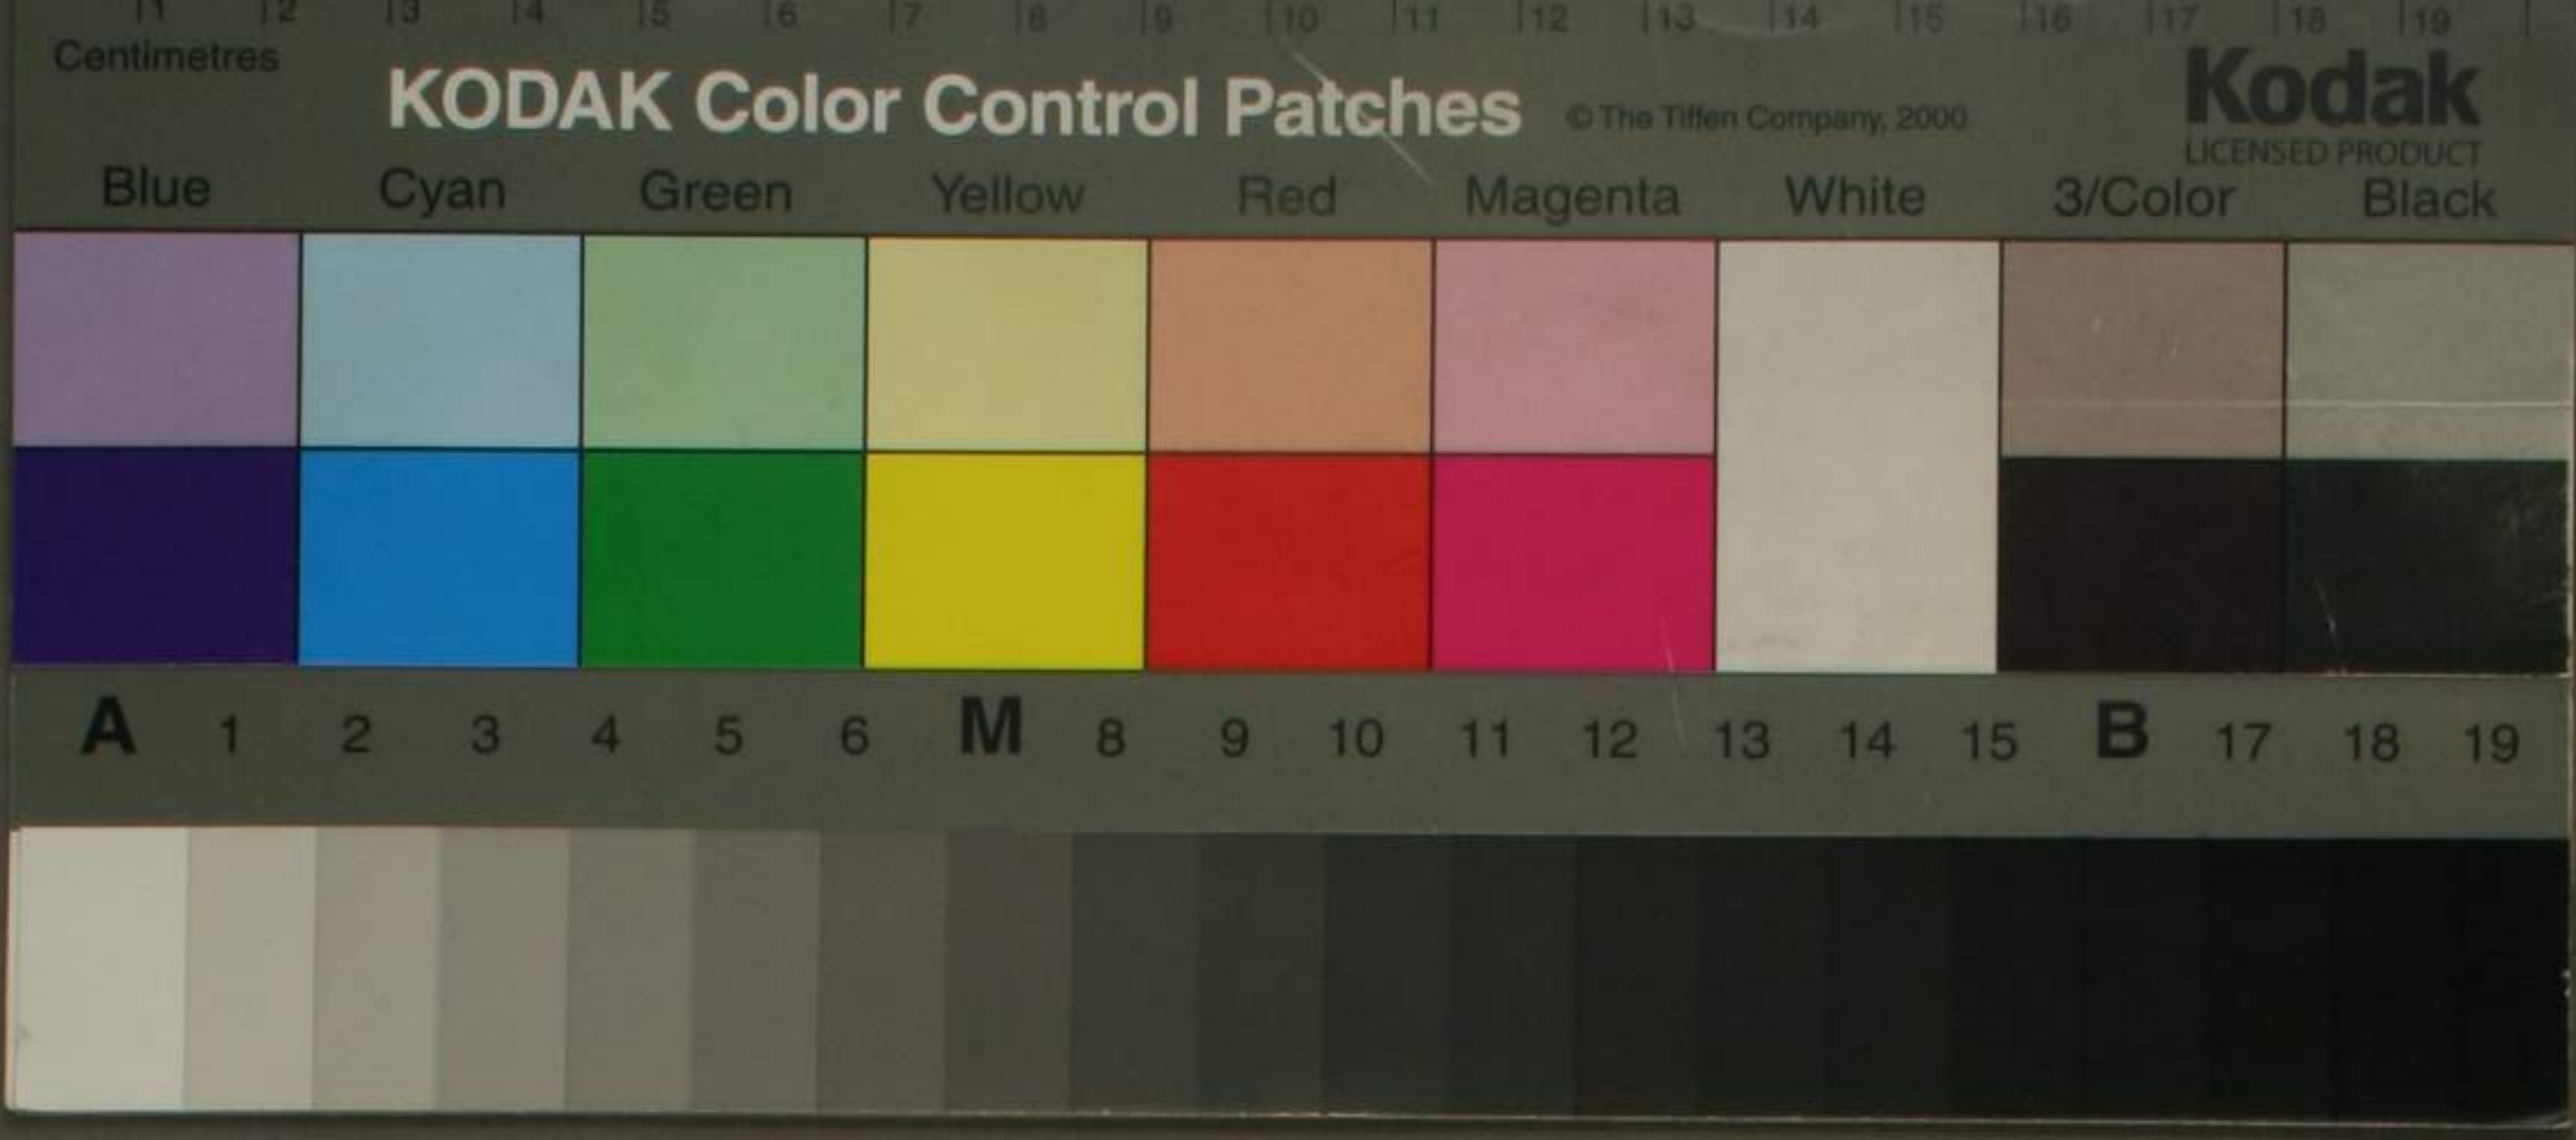 1 2 3 4 5 6 7 8 9 10 11 12 13 14 15 16 17 18 19
Centimetres
KODAK Color Control Patches © The Tiffen Company, 2000
Kodak
LICENSED PRODUCT
Blue Cyan Green Yellow Red Magenta White 3/Color Black
A 1 2 3 4 5 6 M 8 9 10 11 12 13 14 15 B 17 18 19